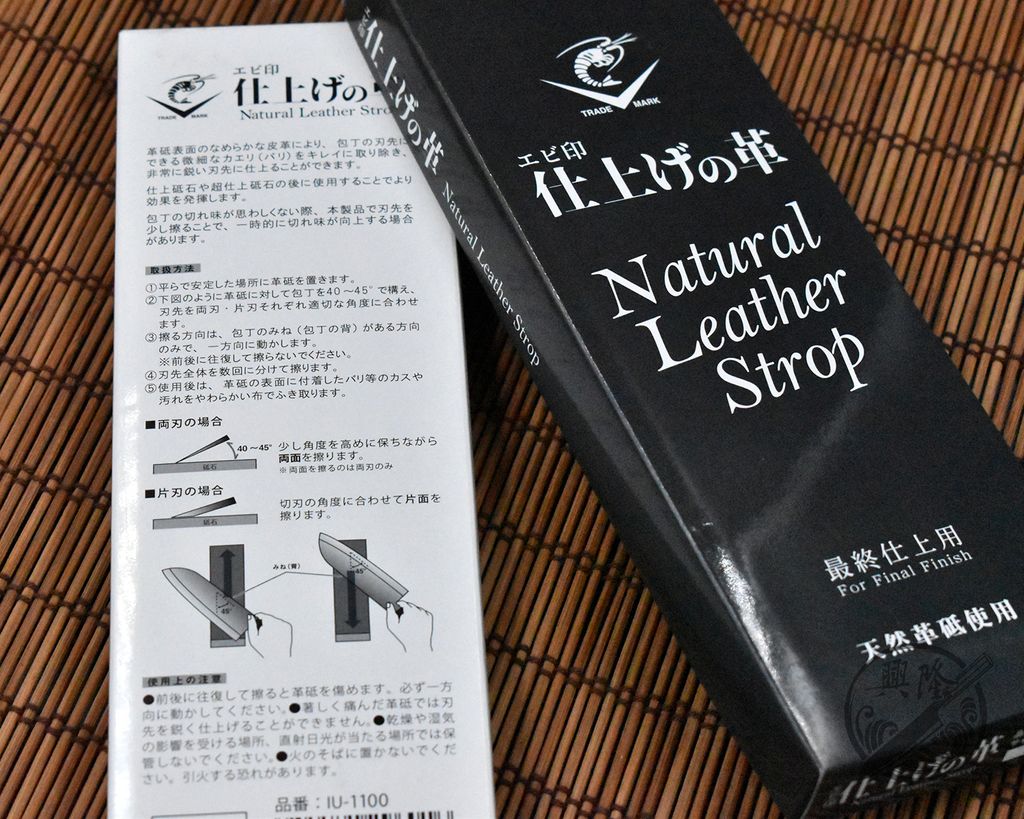 エビ印
仕上げの
Natural Leather Stro
TRADE MARK
革砥表面のなめらかな皮革により、包丁の刃先に
できる微細なカエリ(バリ)をキレイに取り除き、
非常に鋭い刃先に仕上ることができます。
仕上砥石や超仕上砥石の後に使用することでより
効果を発揮します。
包丁の切れ味が思わしくない際、本製品で刃先を
少し擦ることで、一時的に切れ味が向上する場合
があります。
取扱方法
①平らで安定した場所に革砥を置きます。
②下図のように革砥に対して包丁を40~45°で構え、
刃先を両刃・片刃それぞれ適切な角度に合わせ
ます。
③擦る方向は、包丁のみね(包丁の背)がある方向
のみで、一方向に動かします。
※前後に往復して擦らないでください。
④刃先全体を数回に分けて擦ります。
⑤使用後は、革砥の表面に付着したバリ等のカスや
汚れをやわらかい布でふき取ります。
■両刃の場合
40~45°
砥石
少し角度を高めに保ちながら
両面を擦ります。
※両面を擦るのは両刃のみ
■片刃の場合
砥石
切刃の角度に合わせて片面を
擦ります。
みね(背)
45°
45°
使用上の注意
●前後に往復して擦ると革砥を傷めます。必ず一方
向に動かしてください。●著しく痛んだ革砥では刃
先を鋭く仕上げることができません。●乾燥や湿気
の影響を受ける場所、直射日光が当たる場所では保
管しないでください。●火のそばに置かないでくだ
さい。引火する恐れがあります。
品番:IU-1100
エビ印
仕上げの革
Natural Leather Strop
TRADE MARK
エビ印
仕上げの革
Natural
Leather
Strop
最終仕上用
For Final Finish
天然革砥使用
興隆
仕上げの革